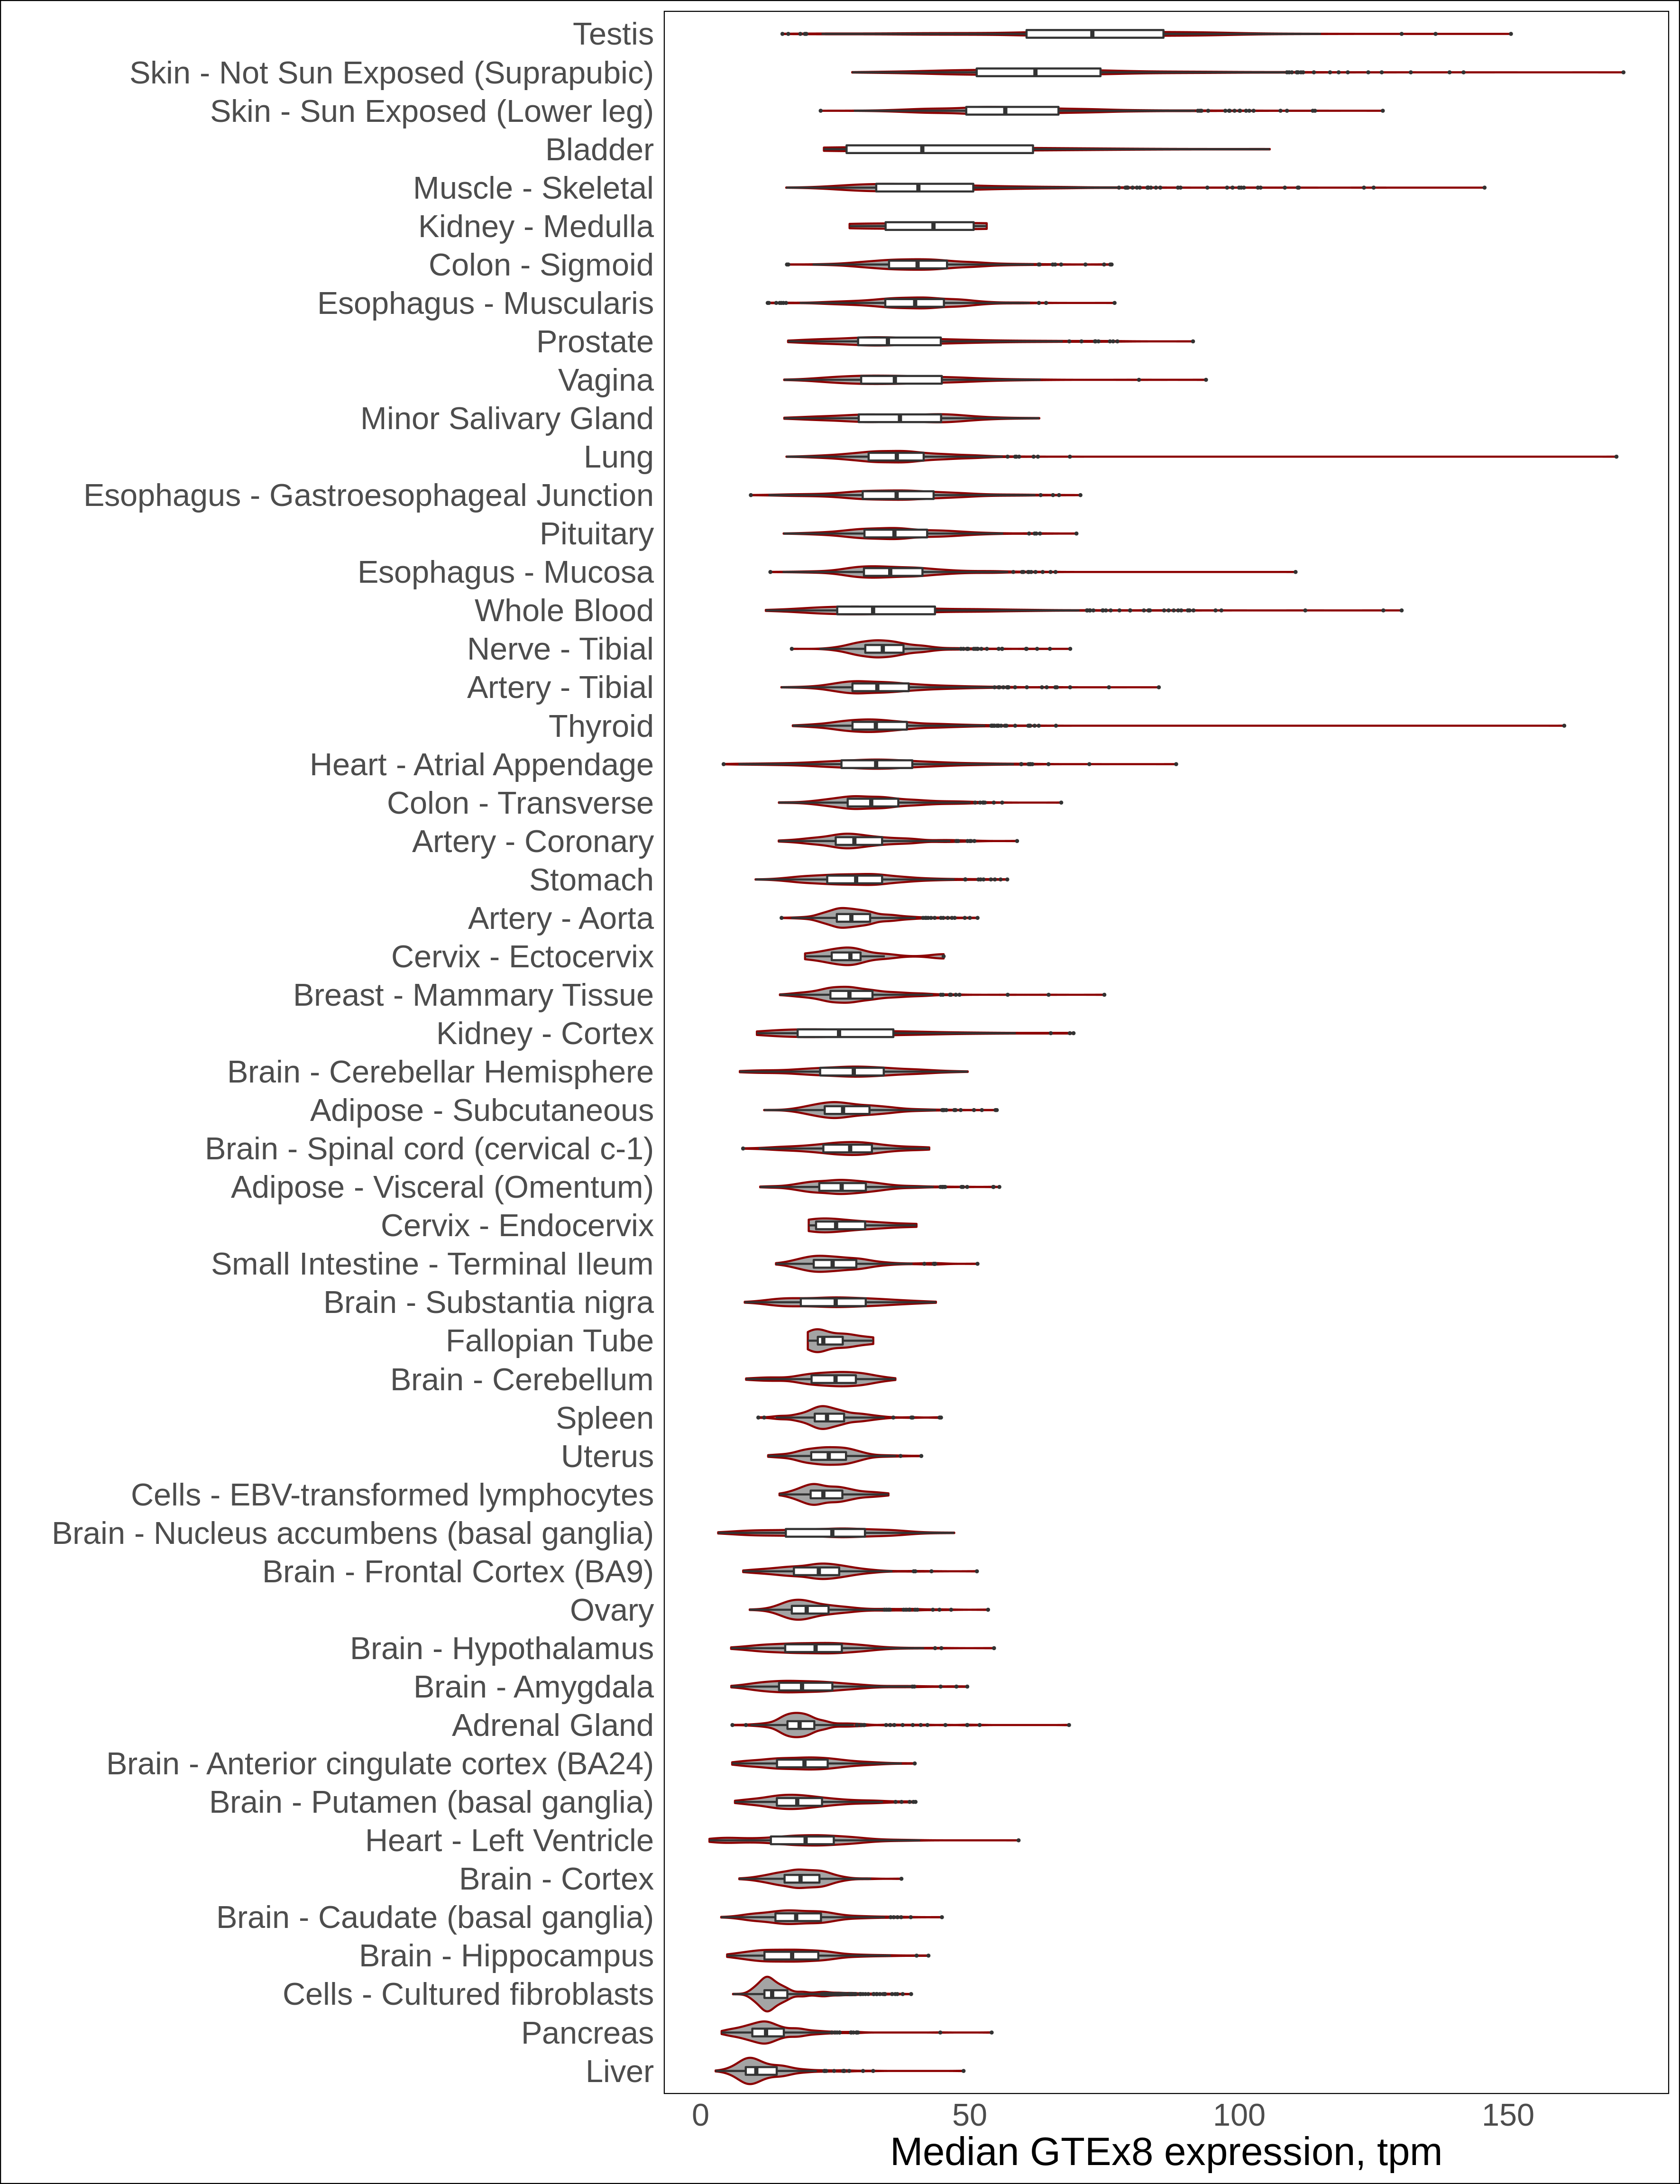 Testis
Skin - Not Sun Exposed (Suprapubic)
Skin - Sun Exposed (Lower leg)
Bladder
Muscle - Skeletal
Kidney - Medulla
Colon - Sigmoid
Esophagus - Muscularis
Prostate
Vagina
Minor Salivary Gland
Lung
Esophagus - Gastroesophageal Junction
Pituitary
Esophagus - Mucosa
Whole Blood
Nerve - Tibial
Artery - Tibial
Thyroid
Heart - Atrial Appendage
Colon - Transverse
Artery - Coronary
Stomach
Artery - Aorta
Cervix - Ectocervix
Breast - Mammary Tissue
Kidney - Cortex
Brain - Cerebellar Hemisphere
Adipose - Subcutaneous
Brain - Spinal cord (cervical c-1)
Adipose - Visceral (Omentum)
Cervix - Endocervix
Small Intestine - Terminal Ileum
Brain - Substantia nigra
Fallopian Tube
Brain - Cerebellum
Spleen
Uterus
Cells - EBV-transformed lymphocytes
Brain - Nucleus accumbens (basal ganglia)
Brain - Frontal Cortex (BA9)
Ovary
Brain - Hypothalamus
Brain - Amygdala
Adrenal Gland
Brain - Anterior cingulate cortex (BA24)
Brain - Putamen (basal ganglia)
Heart - Left Ventricle
Brain - Cortex
Brain - Caudate (basal ganglia)
Brain - Hippocampus
Cells - Cultured fibroblasts
Pancreas
Liver
0 50 100 150
Median GTEx8 expression, tpm